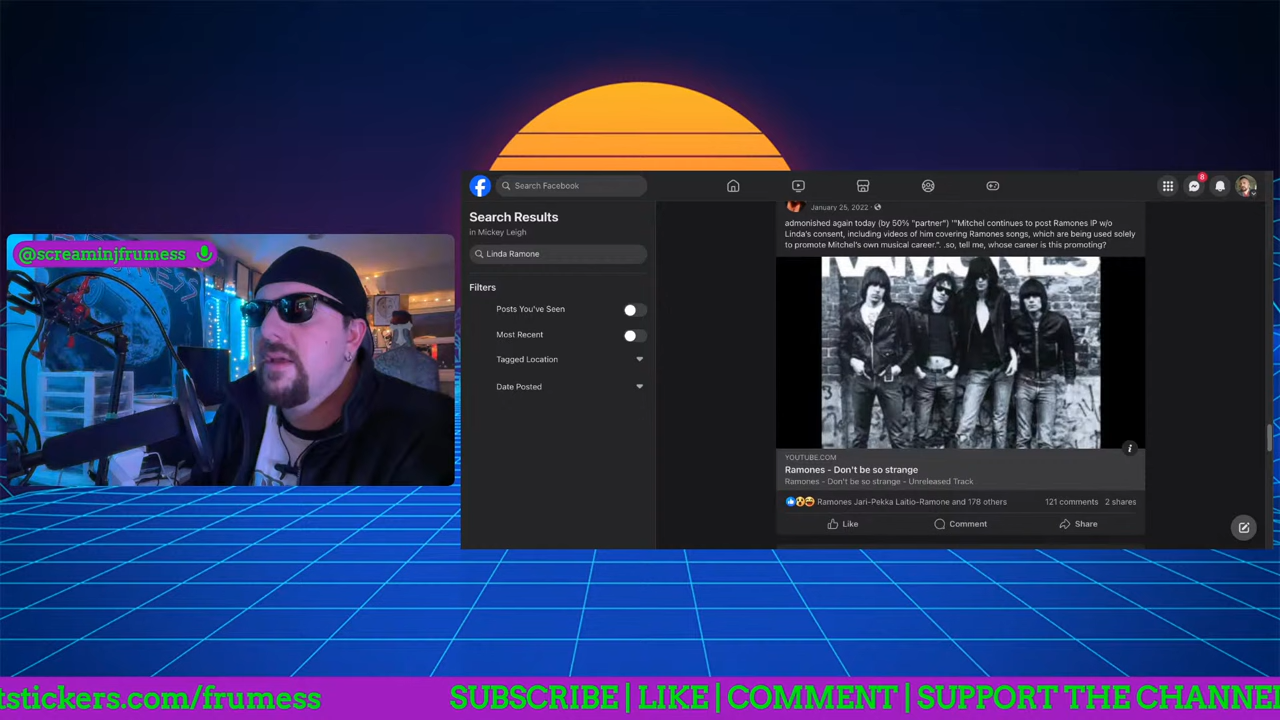 @screaminjfrumess
Search Facebook
8
Search Results
in Mickey Leigh
Linda Ramone
Filters
Posts You've Seen
Most Recent
Tagged Location
Date Posted
January 25, 2022 ·
admonished again today (by 50% "partner") '"Mitchel continues to post Ramones IP w/o
Linda's consent, including videos of him covering Ramones songs, which are being used solely
to promote Mitchel's own musical career.". .so, tell me, whose career is this promoting?
RAMONES
YOUTUBE.COM
Ramones - Don't be so strange
Ramones - Don't be so strange - Unreleased Track
Ramones Jari-Pekka Laitio-Ramone and 178 others
121 comments 2 shares
Like Comment Share
tstickers.com/frumess SUBSCRIBE | LIKE | COMMENT | SUPPORT THE CHANNE